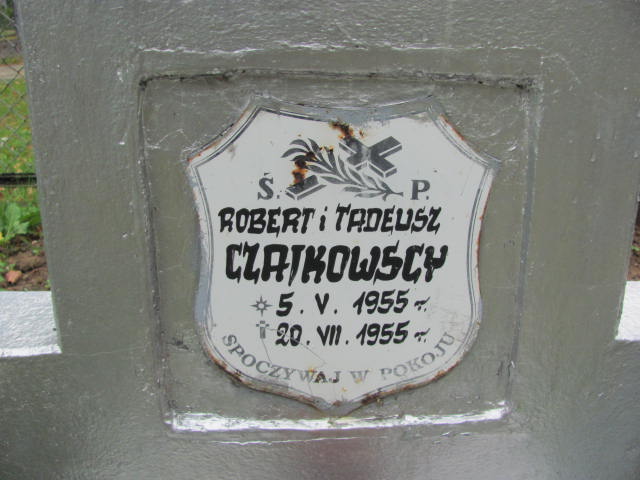 Ś. P.
ROBERT i TADEUSZ
CZAJKOWSCY
5. V. 1955 r.
20. VII. 1955 r.
SPOCZYWAJ W POKOJU